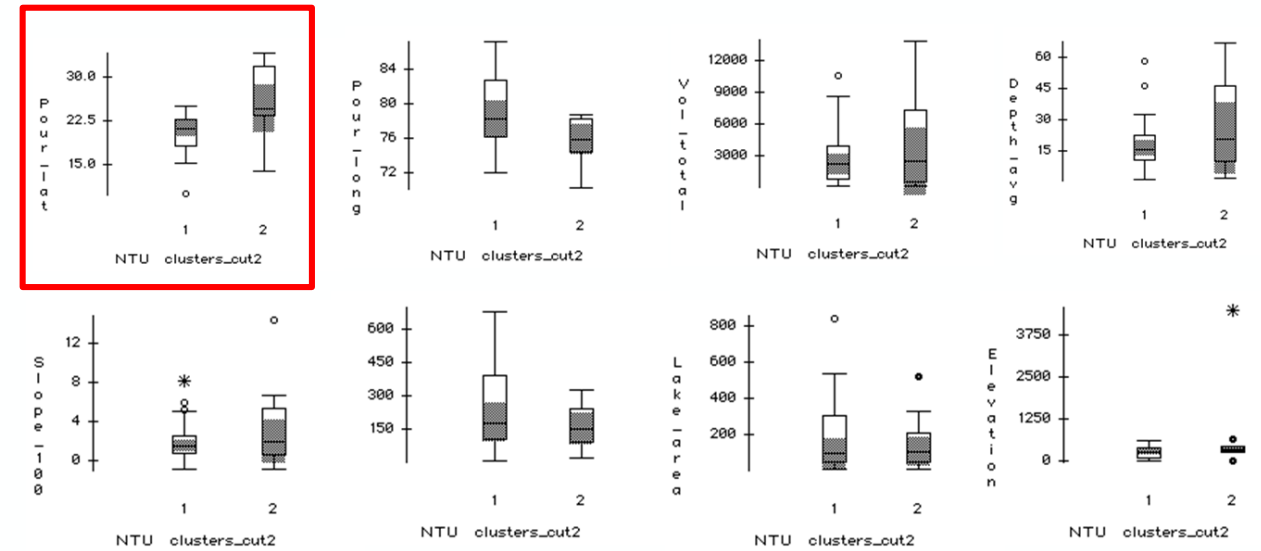 Pour_lat
30.0
22.5
15.0
1 2
NTU clusters_cut2
Pour_long
84
80
76
72
1 2
NTU clusters_cut2
Vol_total
12000
9000
6000
3000
1 2
NTU clusters_cut2
Depth_avg
60
45
30
15
1 2
NTU clusters_cut2
Slope_100
12
8
4
0
1 2
NTU clusters_cut2
600
450
300
150
1 2
NTU clusters_cut2
Lake_area
800
600
400
200
1 2
NTU clusters_cut2
Elevation
3750
2500
1250
0
1 2
NTU clusters_cut2